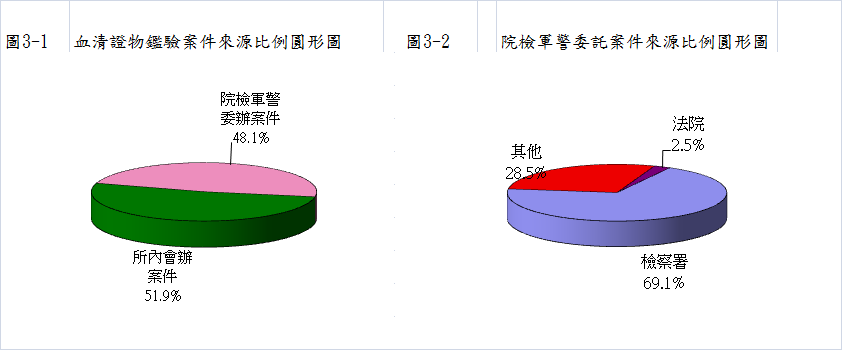 圖3-1 血清證物鑑驗案件來源比例圓形圖
院檢軍警
委辦案件
48.1%
所內會辦
案件
51.9%
圖3-2 院檢軍警委託案件來源比例圓形圖
法院
2.5%
其他
28.5%
檢察署
69.1%